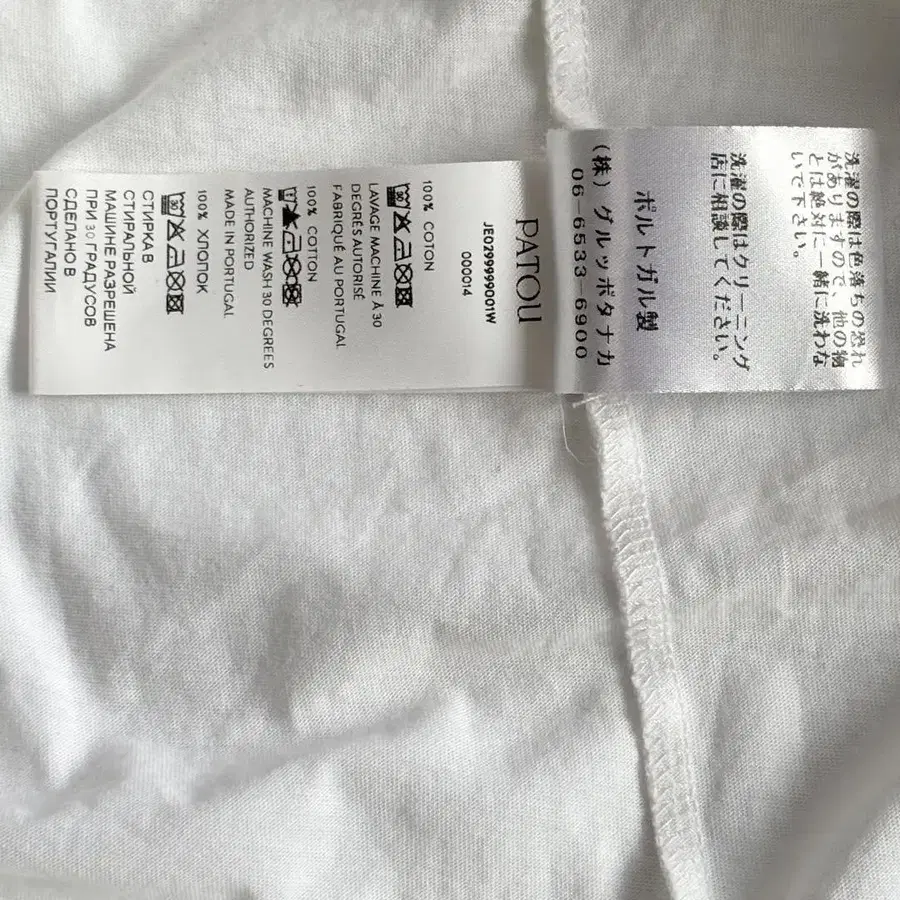 PATOU
JE0299990001W
000014
100% COTON
30
LAVAGE MACHINE À 30
DEGRÉS AUTORISÉ
FABRIQUÉ AU PORTUGAL
100% COTTON
MACHINE WASH 30 DEGREES
AUTHORIZED
MADE IN PORTUGAL
100% ХЛОПОК
30
СТИРКА В
СТИРАЛЬНОЙ
МАШИНЕ РАЗРЕШЕНА
ПРИ 30 ГРАДУСОВ
СДЕЛАНО В
ПОРТУГАЛИИ
洗濯の際は色落ちの恐れ
がありますので、他の物
とは絶対に一緒に洗わな
いで下さい。
洗濯の際はクリーニング
店に相談してください。
ポルトガル製
(株)グルッポタナカ
06-6533-6900